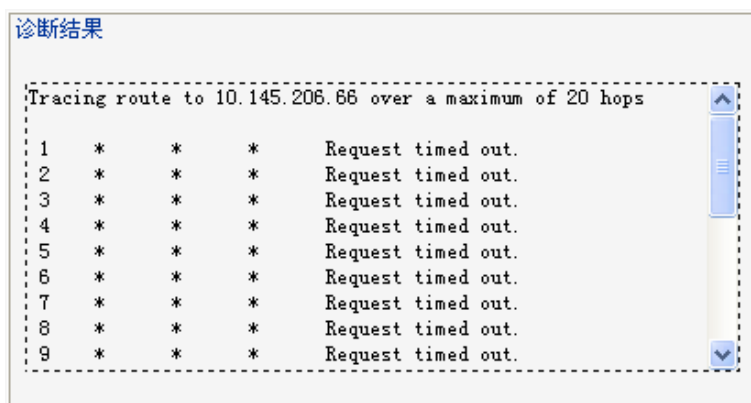 诊断结果
Tracing route to 10.145.206.66 over a maximum of 20 hops
1 * * * Request timed out.
2 * * * Request timed out.
3 * * * Request timed out.
4 * * * Request timed out.
5 * * * Request timed out.
6 * * * Request timed out.
7 * * * Request timed out.
8 * * * Request timed out.
9 * * * Request timed out.